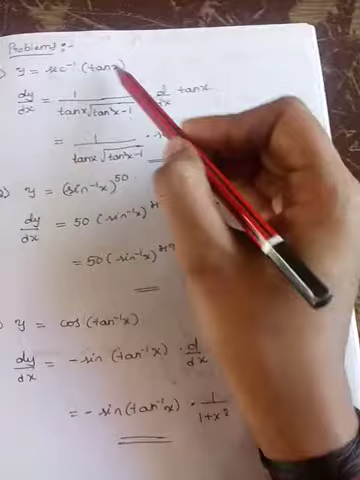 Problems :-
) y = sec⁻¹ (tanx)
dy/dx = 1/(tanx√(tan²x-1)) d/dx tanx
= 1/(tanx√(tan²x-1)) ·
2) y = (sin⁻¹x)⁵⁰
dy/dx = 50 (sin⁻¹x)
= 50 (sin⁻¹x)
) y = cos(tan⁻¹x)
dy/dx = -sin (tan⁻¹x) · d/dx
= - sin(tan⁻¹x) · 1/(1+x²)